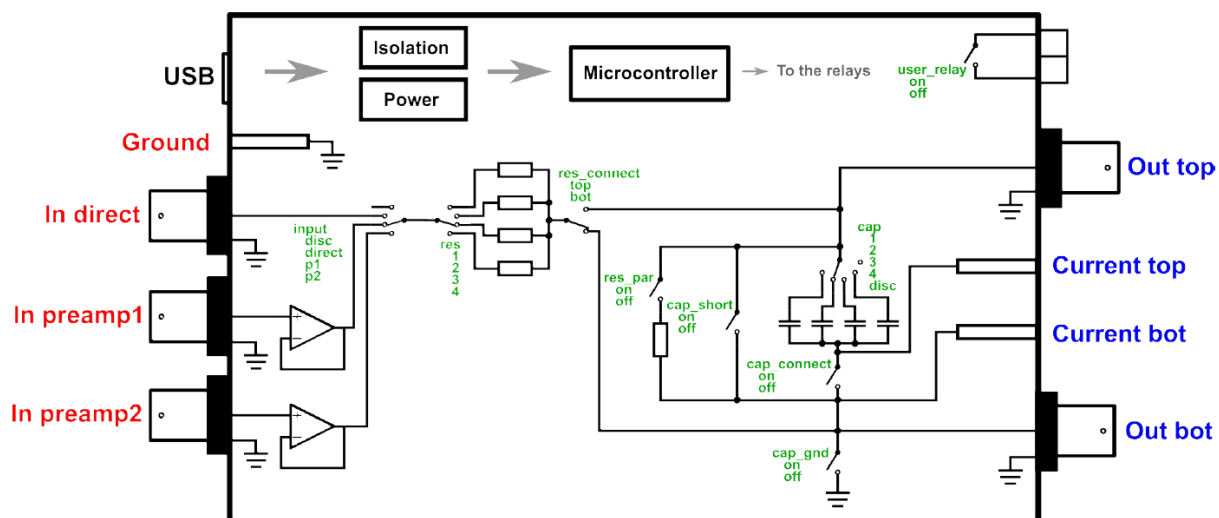 USB
Isolation
Power
Microcontroller
To the relays
user_relay
on
off
Ground
Out top
In direct
input
disc
direct
p1
p2
res
1
2
3
4
res_connect
top
bot
res_par
on
off
cap_short
on
off
cap
1
2
3
4
disc
Current top
In preamp1
+
−
Current bot
cap_connect
on
off
In preamp2
+
−
Out bot
cap_gnd
on
off